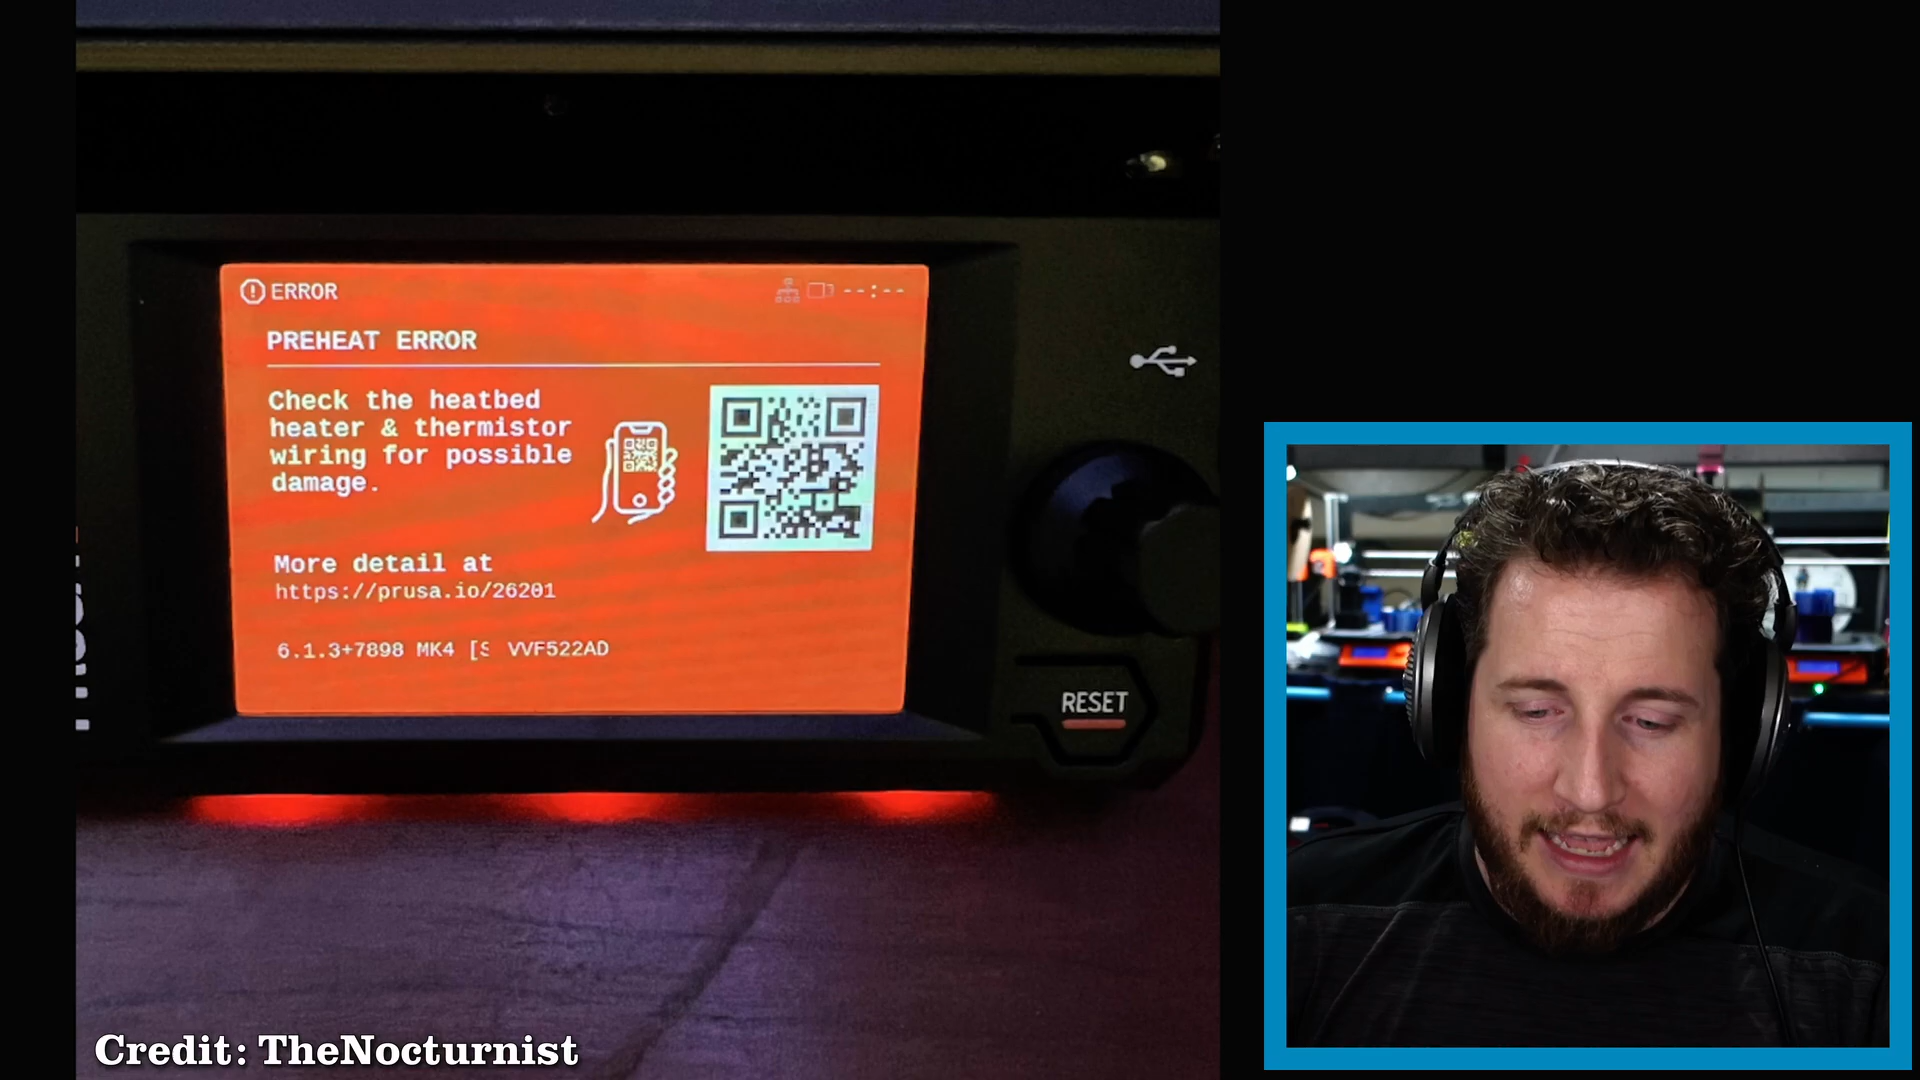 ERROR
--:--
PREHEAT ERROR
Check the heatbed
heater & thermistor
wiring for possible
damage.
More detail at
https://prusa.io/26201
6.1.3+7898 MK4 [S VVF522AD
RESET
Credit: TheNocturnist